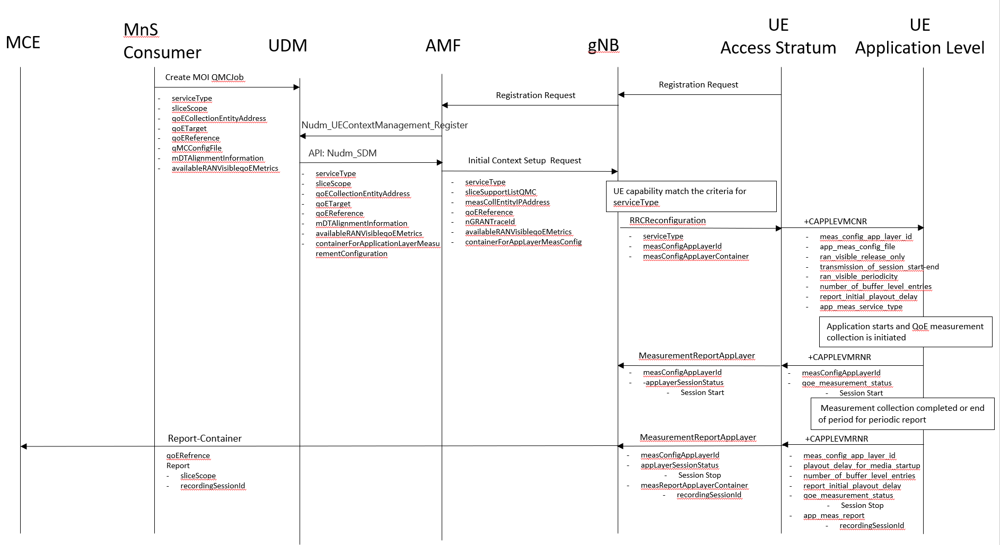 MCE
MnS
Consumer
UDM
AMF
gNB
UE
Access Stratum
UE
Application Level
Create MOI QMCJob
- serviceType
- sliceScope
- qoECollectionEntityAddress
- qoETarget
- qoEReference
- qMCConfigFile
- mDTAlignmentInformation
- availableRANVisibleqoEMetrics
Registration Request
Registration Request
Nudm_UEContextManagement_Register
API: Nudm_SDM
- serviceType
- sliceScope
- qoECollectionEntityAddress
- qoETarget
- qoEReference
- mDTAlignmentInformation
- availableRANVisibleqoEMetrics
- containerForApplicationLayerMeasu
rementConfiguration
Initial Context Setup Request
- serviceType
- sliceSupportListQMC
- measCollEntityIPAddress
- qoEReference
- nGRANTraceId
- availableRANVisibleqoEMetrics
- containerForAppLayerMeasConfig
UE capability match the criteria for
serviceType
RRCReconfiguration
- serviceType
- measConfigAppLayerId
- measConfigAppLayerContainer
+CAPPLEVMCNR
- meas_config_app_layer_id
- app_meas_config_file
- ran_visible_release_only
- transmission_of_session_start-end
- ran_visible_periodicity
- number_of_buffer_level_entries
- report_initial_playout_delay
- app_meas_service_type
Application starts and QoE measurement
collection is initiated
MeasurementReportAppLayer
- measConfigAppLayerId
- -appLayerSessionStatus
- Session Start
+CAPPLEVMRNR
- measConfigAppLayerId
- qoe_measurement_status
- Session Start
Measurement collection completed or end
of period for periodic report
Report-Container
qoERefrence
Report
- sliceScope
- recordingSessionId
MeasurementReportAppLayer
- measConfigAppLayerId
- appLayerSessionStatus
- Session Stop
- measReportAppLayerContainer
- recordingSessionId
+CAPPLEVMRNR
- meas_config_app_layer_id
- playout_delay_for_media_startup
- number_of_buffer_level_entries
- report_initial_playout_delay
- qoe_measurement_status
- Session Stop
- app_meas_report
- recordingSessionId